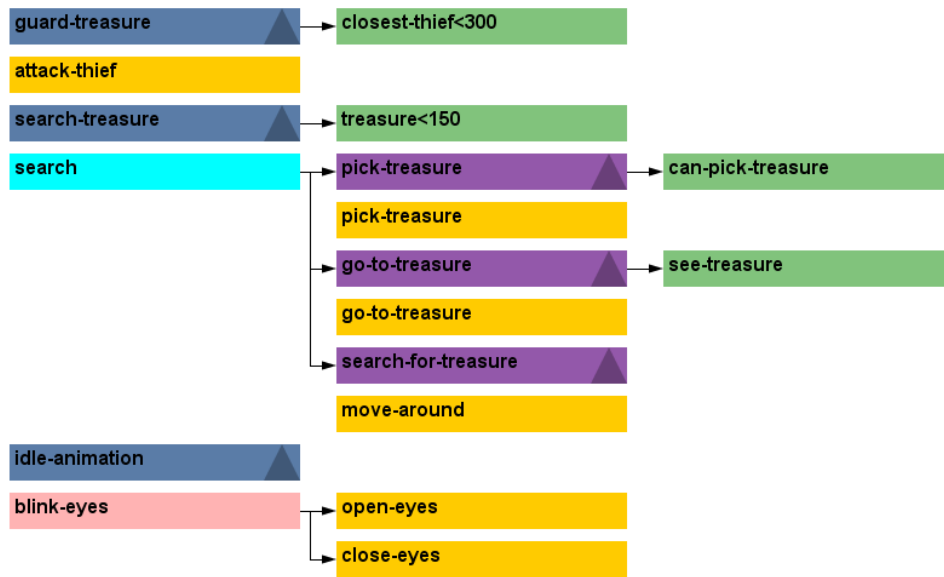 guard-treasure
closest-thief<300
attack-thief
search-treasure
treasure<150
search
pick-treasure
can-pick-treasure
pick-treasure
go-to-treasure
see-treasure
go-to-treasure
search-for-treasure
move-around
idle-animation
blink-eyes
open-eyes
close-eyes